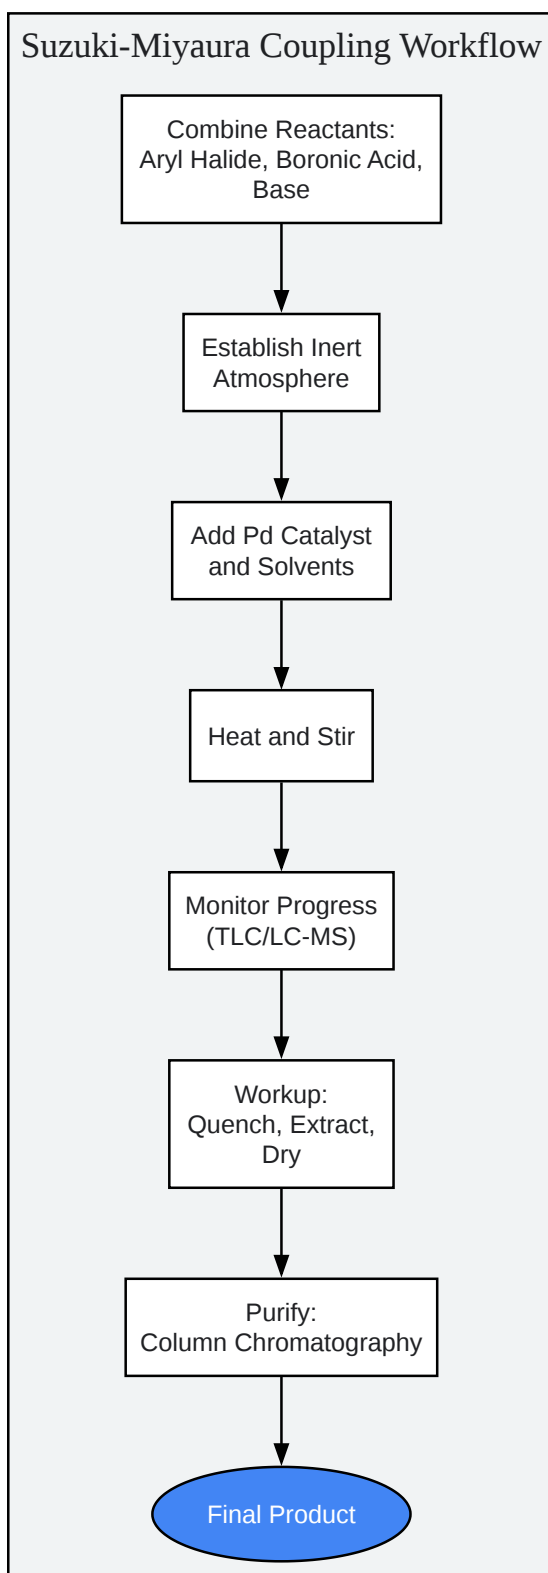 Suzuki-Miyaura Coupling Workflow
Combine Reactants:
Aryl Halide, Boronic Acid,
Base
Establish Inert
Atmosphere
Add Pd Catalyst
and Solvents
Heat and Stir
Monitor Progress
(TLC/LC-MS)
Workup:
Quench, Extract,
Dry
Purify:
Column Chromatography
Final Product